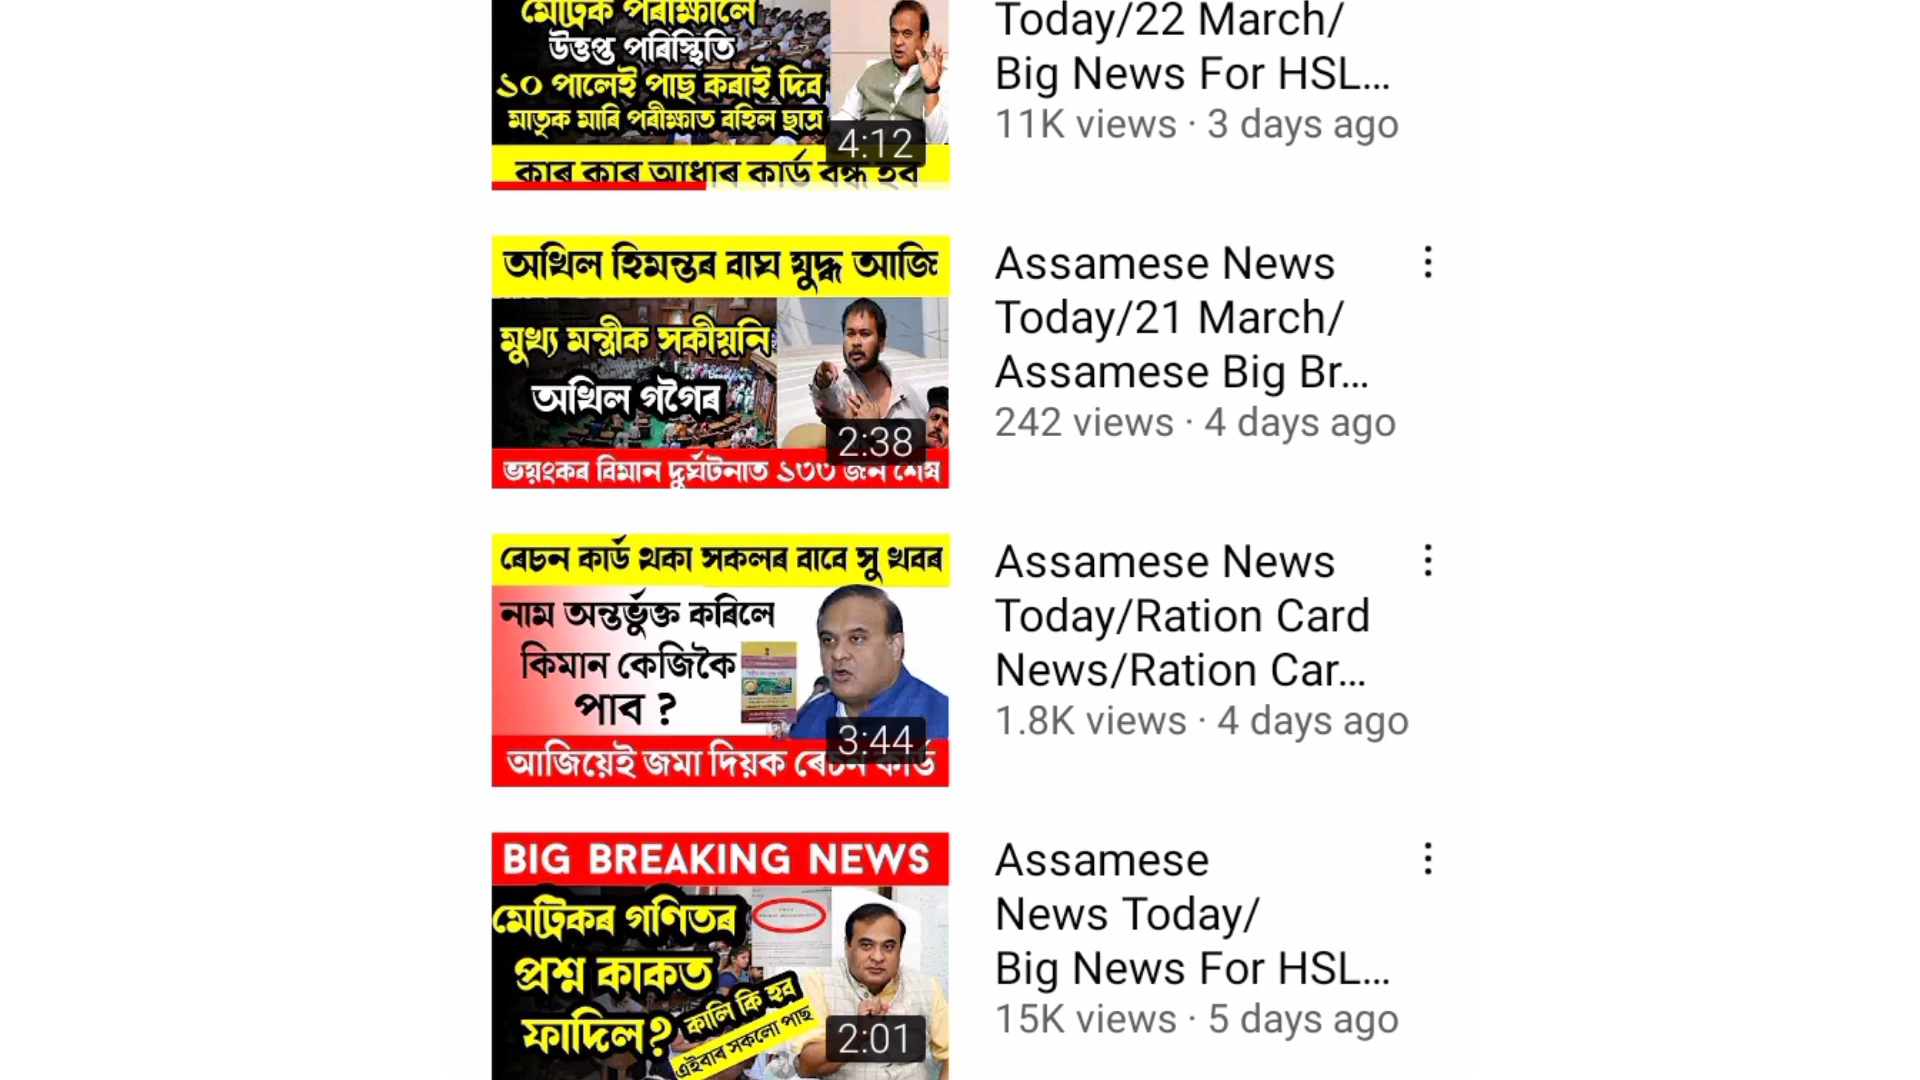 মেট্ৰিক পৰীক্ষালৈ
উত্তপ্ত পৰিস্থিতি
১০ পালেই পাছ কৰাই দিব
মাতৃক মাৰি পৰীক্ষাত বহিল ছাত্ৰ
4:12
কাৰ কাৰ আধাৰ কাৰ্ড বন্ধ হব
Today/22 March/
Big News For HSL...
11K views · 3 days ago
অখিল হিমন্তৰ বাঘ যুদ্ধ আজি
মুখ্য মন্ত্ৰীক সকীয়নি
অখিল গগৈৰ
2:38
ভয়ংকৰ বিমান দুৰ্ঘটনাত ১৩৩ জন শেষ
Assamese News
Today/21 March/
Assamese Big Br...
242 views · 4 days ago
ৰেচন কাৰ্ড থকা সকলৰ বাবে সু খবৰ
নাম অন্তৰ্ভুক্ত কৰিলে
কিমান কেজিকৈ
পাব ?
3:44
আজিয়েই জমা দিয়ক ৰেচন কাৰ্ড
Assamese News
Today/Ration Card
News/Ration Car...
1.8K views · 4 days ago
BIG BREAKING NEWS
মেট্ৰিকৰ গণিতৰ
প্ৰশ্ন কাকত
ফাদিল?
কালি কি হব
এইবাৰ সকলো পাছ
2:01
Assamese
News Today/
Big News For HSL...
15K views · 5 days ago